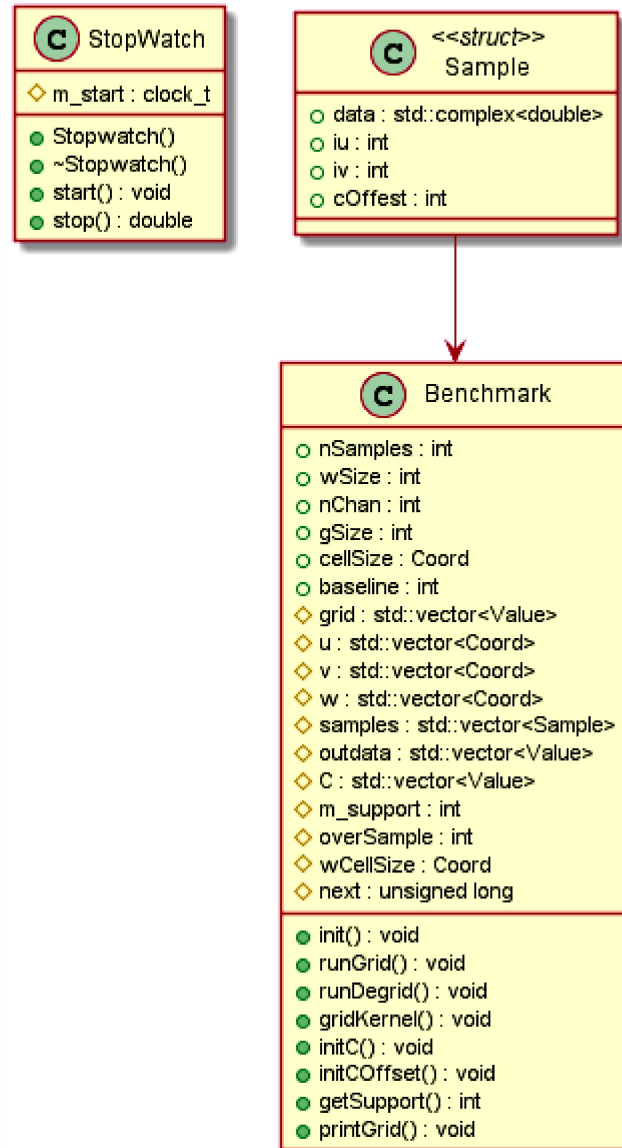 C StopWatch
m_start : clock_t
Stopwatch()
~Stopwatch()
start() : void
stop() : double
C <<struct>>
Sample
data : std::complex<double>
iu : int
iv : int
cOffest : int
C Benchmark
nSamples : int
wSize : int
nChan : int
gSize : int
cellSize : Coord
baseline : int
grid : std::vector<Value>
u : std::vector<Coord>
v : std::vector<Coord>
w : std::vector<Coord>
samples : std::vector<Sample>
outdata : std::vector<Value>
C : std::vector<Value>
m_support : int
overSample : int
wCellSize : Coord
next : unsigned long
init() : void
runGrid() : void
runDegrid() : void
gridKernel() : void
initC() : void
initCOffset() : void
getSupport() : int
printGrid() : void